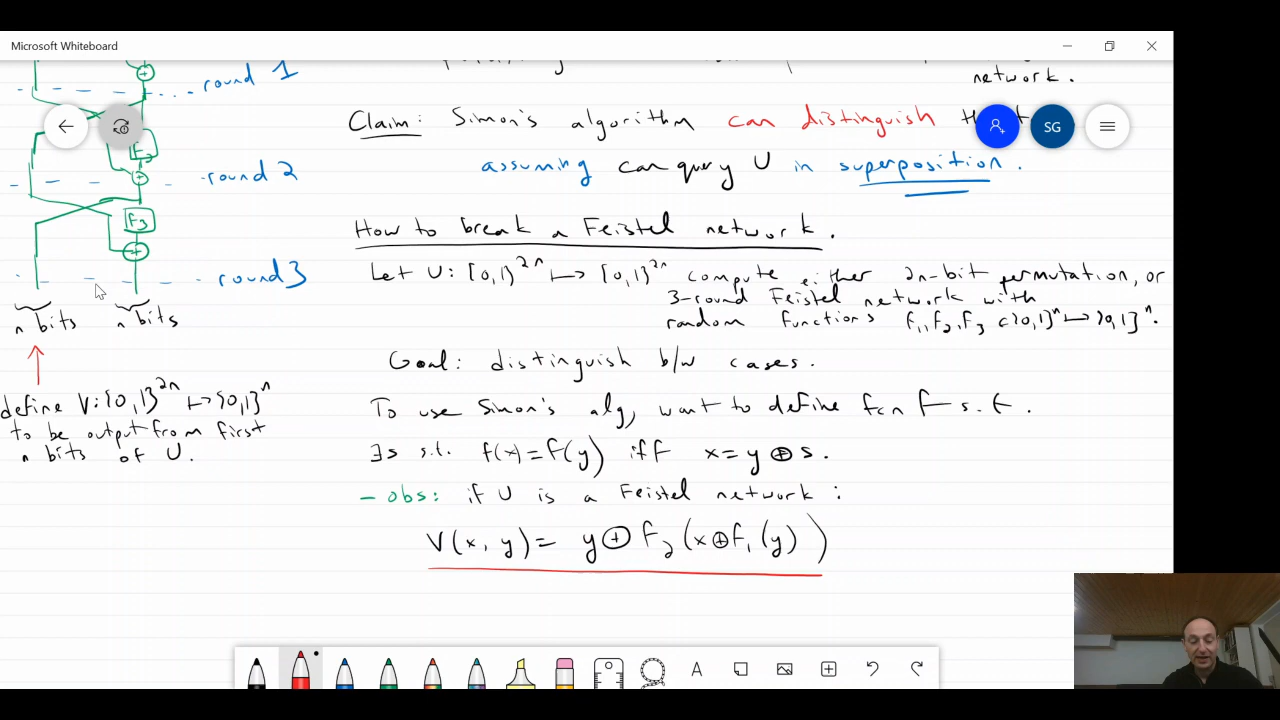 Microsoft Whiteboard
round 1
network.
Claim: Simon's algorithm can distinguish
F2
SG
round 2
assuming can query U in superposition.
F3
How to break a Feistel network.
round 3
Let U: {0,1}^2n ↦ {0,1}^2n compute either 2n-bit permutation, or
3-round Feistel network with
random functions f1, f2, f3 {0,1}^n ↦ {0,1}^n.
n bits n bits
Goal: distinguish b/w cases.
define V: {0,1}^2n ↦ {0,1}^n
to be output from first
n bits of U.
To use Simon's alg, want to define fcn f s.t.
∃s s.t. f(x)=f(y) iff x=y⊕s.
- obs: if U is a Feistel network:
V(x, y) = y⊕f2(x⊕f1(y))
A